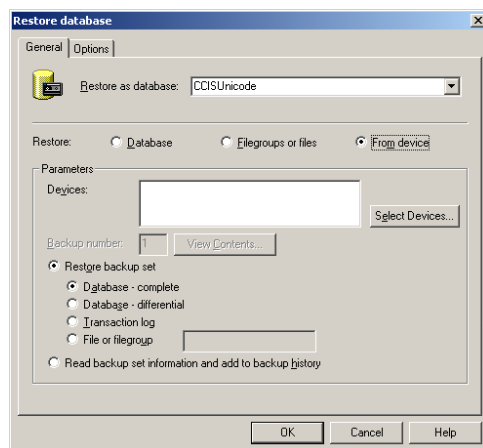 Restore database
General Options
Restore as database: CCISUnicode
Restore: Database Filegroups or files From device
Parameters
Devices:
Select Devices...
Backup number: 1 View Contents...
Restore backup set
Database - complete
Database - differential
Transaction log
File or filegroup
Read backup set information and add to backup history
OK Cancel Help